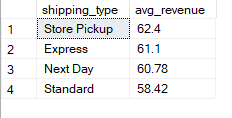 shipping_type avg_revenue
1 Store Pickup 62.4
2 Express 61.1
3 Next Day 60.78
4 Standard 58.42